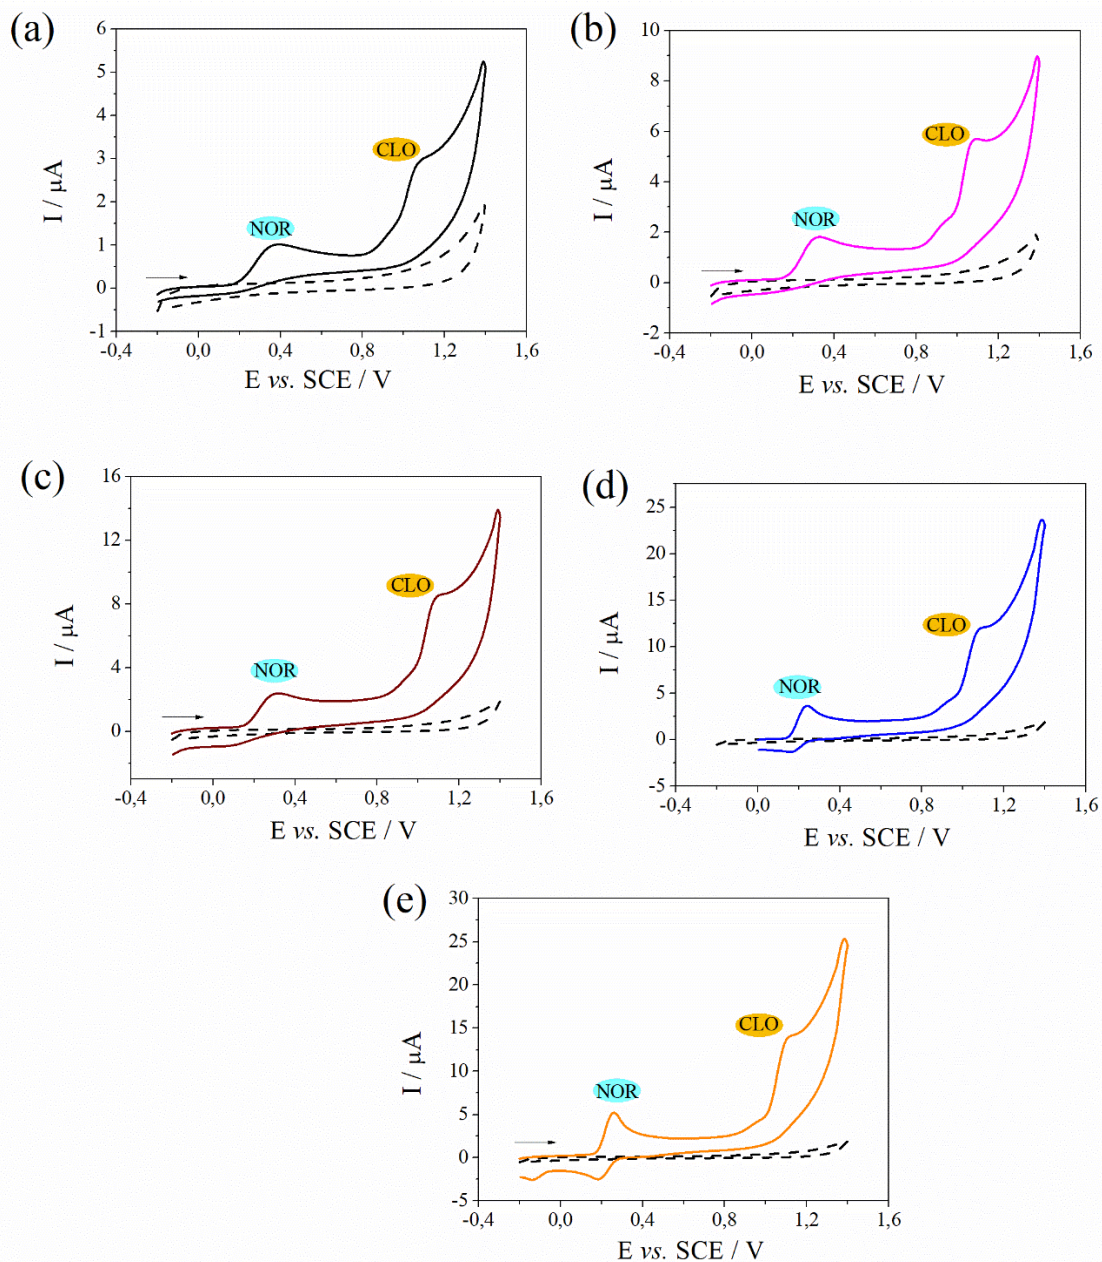 (a)
6
5
4
3
2
1
0
-1
I / µA
CLO
NOR
-0,4 0,0 0,4 0,8 1,2 1,6
E vs. SCE / V
(b)
10
8
6
4
2
0
-2
I / µA
CLO
NOR
-0,4 0,0 0,4 0,8 1,2 1,6
E vs. SCE / V
(c)
16
12
8
4
0
I / µA
CLO
NOR
-0,4 0,0 0,4 0,8 1,2 1,6
E vs. SCE / V
(d)
25
20
15
10
5
0
-5
I / µA
CLO
NOR
-0,4 0,0 0,4 0,8 1,2 1,6
E vs. SCE / V
(e)
30
25
20
15
10
5
0
-5
I / µA
CLO
NOR
-0,4 0,0 0,4 0,8 1,2 1,6
E vs. SCE / V